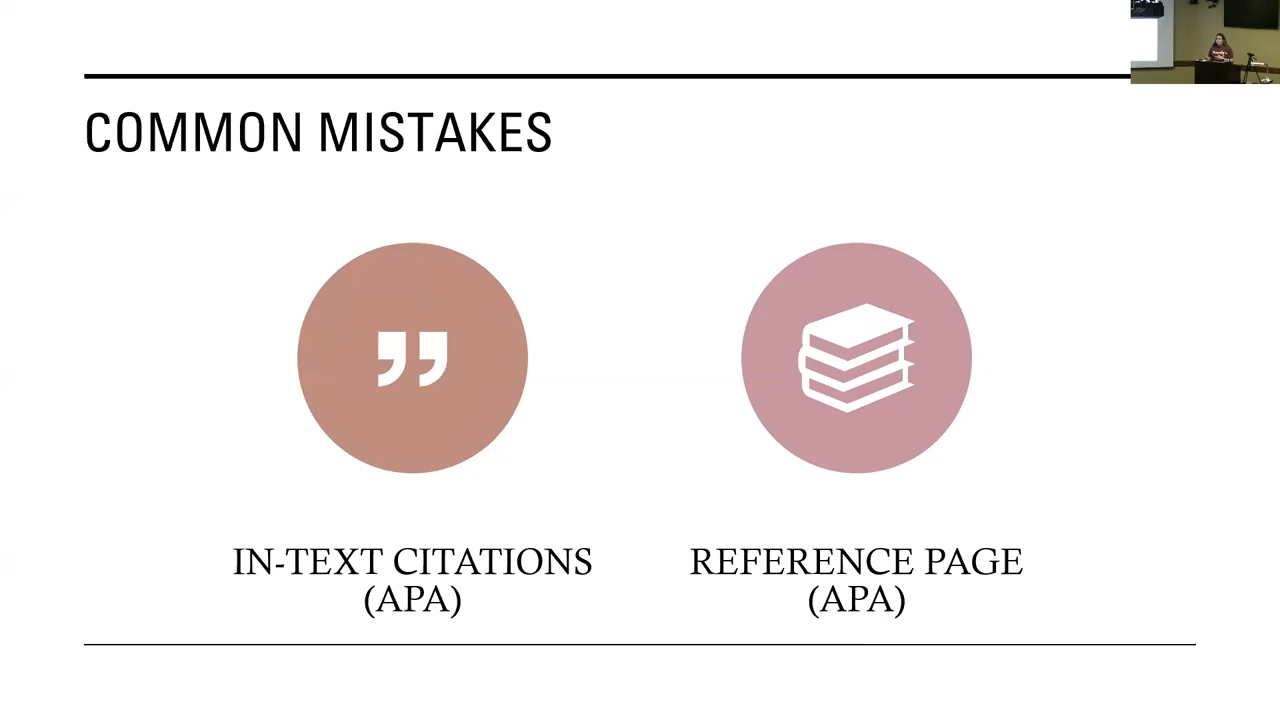 COMMON MISTAKES
IN-TEXT CITATIONS
(APA)
REFERENCE PAGE
(APA)